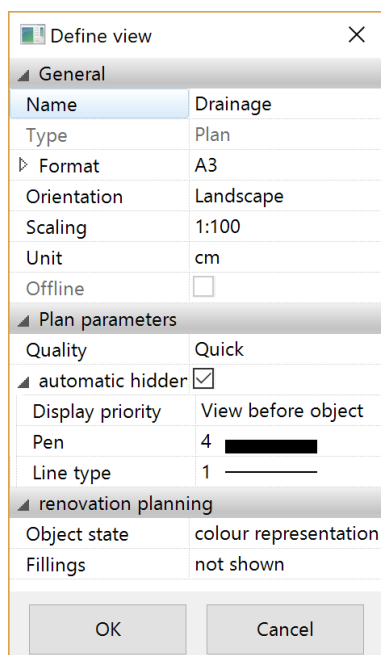 Define view
General
Name Drainage
Type Plan
Format A3
Orientation Landscape
Scaling 1:100
Unit cm
Offline
Plan parameters
Quality Quick
automatic hidden
Display priority View before object
Pen 4
Line type 1
renovation planning
Object state colour representation
Fillings not shown
OK Cancel